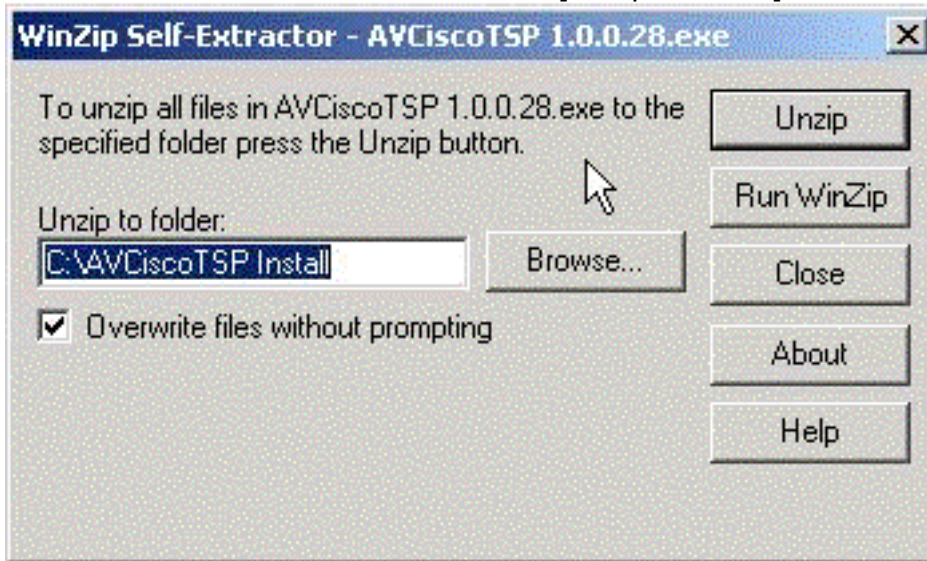 WinZip Self-Extractor - AVCiscoTSP 1.0.0.28.exe
To unzip all files in AVCiscoTSP 1.0.0.28.exe to the
specified folder press the Unzip button.
Unzip to folder:
C:\AVCiscoTSP Install
Browse...
Overwrite files without prompting
Unzip
Run WinZip
Close
About
Help